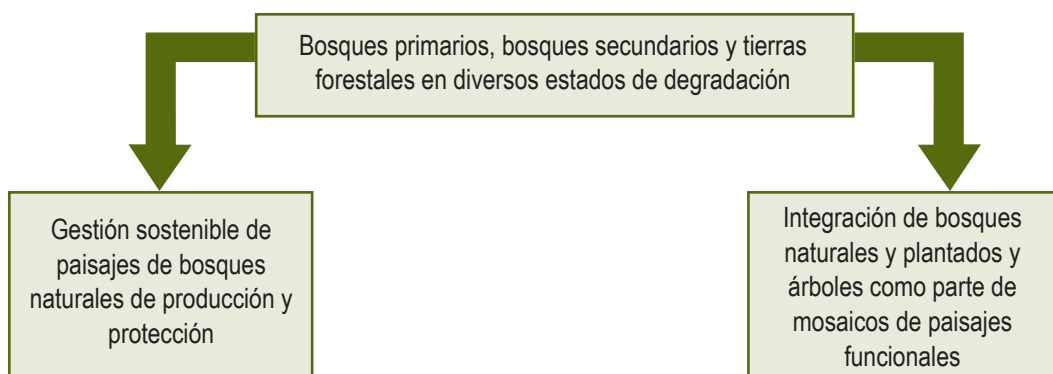 Bosques primarios, bosques secundarios y tierras
forestales en diversos estados de degradación
Gestión sostenible de
paisajes de bosques
naturales de producción y
protección
Integración de bosques
naturales y plantados y
árboles como parte de
mosaicos de paisajes
funcionales